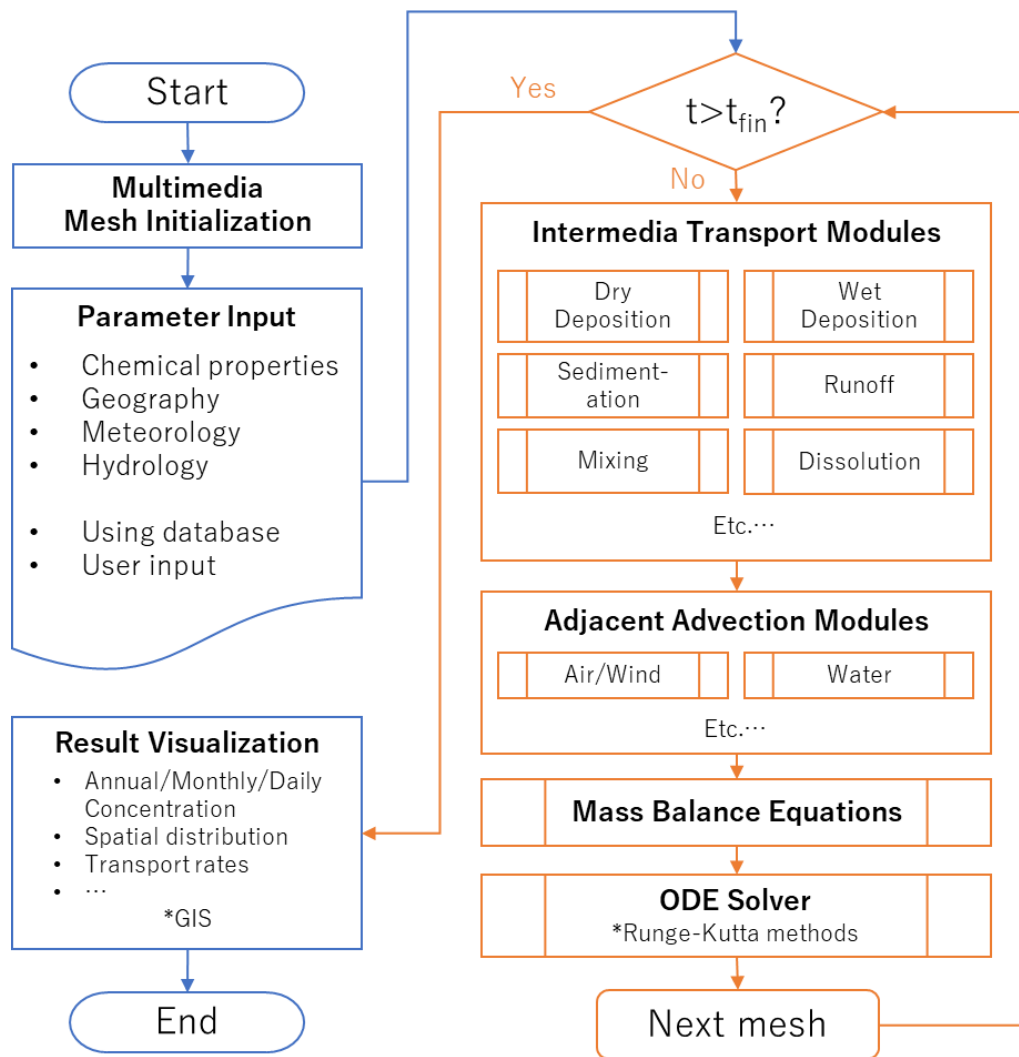 Start
Multimedia
Mesh Initialization
Parameter Input
• Chemical properties
• Geography
• Meteorology
• Hydrology
• Using database
• User input
Result Visualization
• Annual/Monthly/Daily
Concentration
• Spatial distribution
• Transport rates
• …
*GIS
End
Yes
t>tfin?
No
Intermedia Transport Modules
Dry
Deposition
Wet
Deposition
Sediment-
ation
Runoff
Mixing
Dissolution
Etc.…
Adjacent Advection Modules
Air/Wind
Water
Etc.…
Mass Balance Equations
ODE Solver
*Runge-Kutta methods
Next mesh